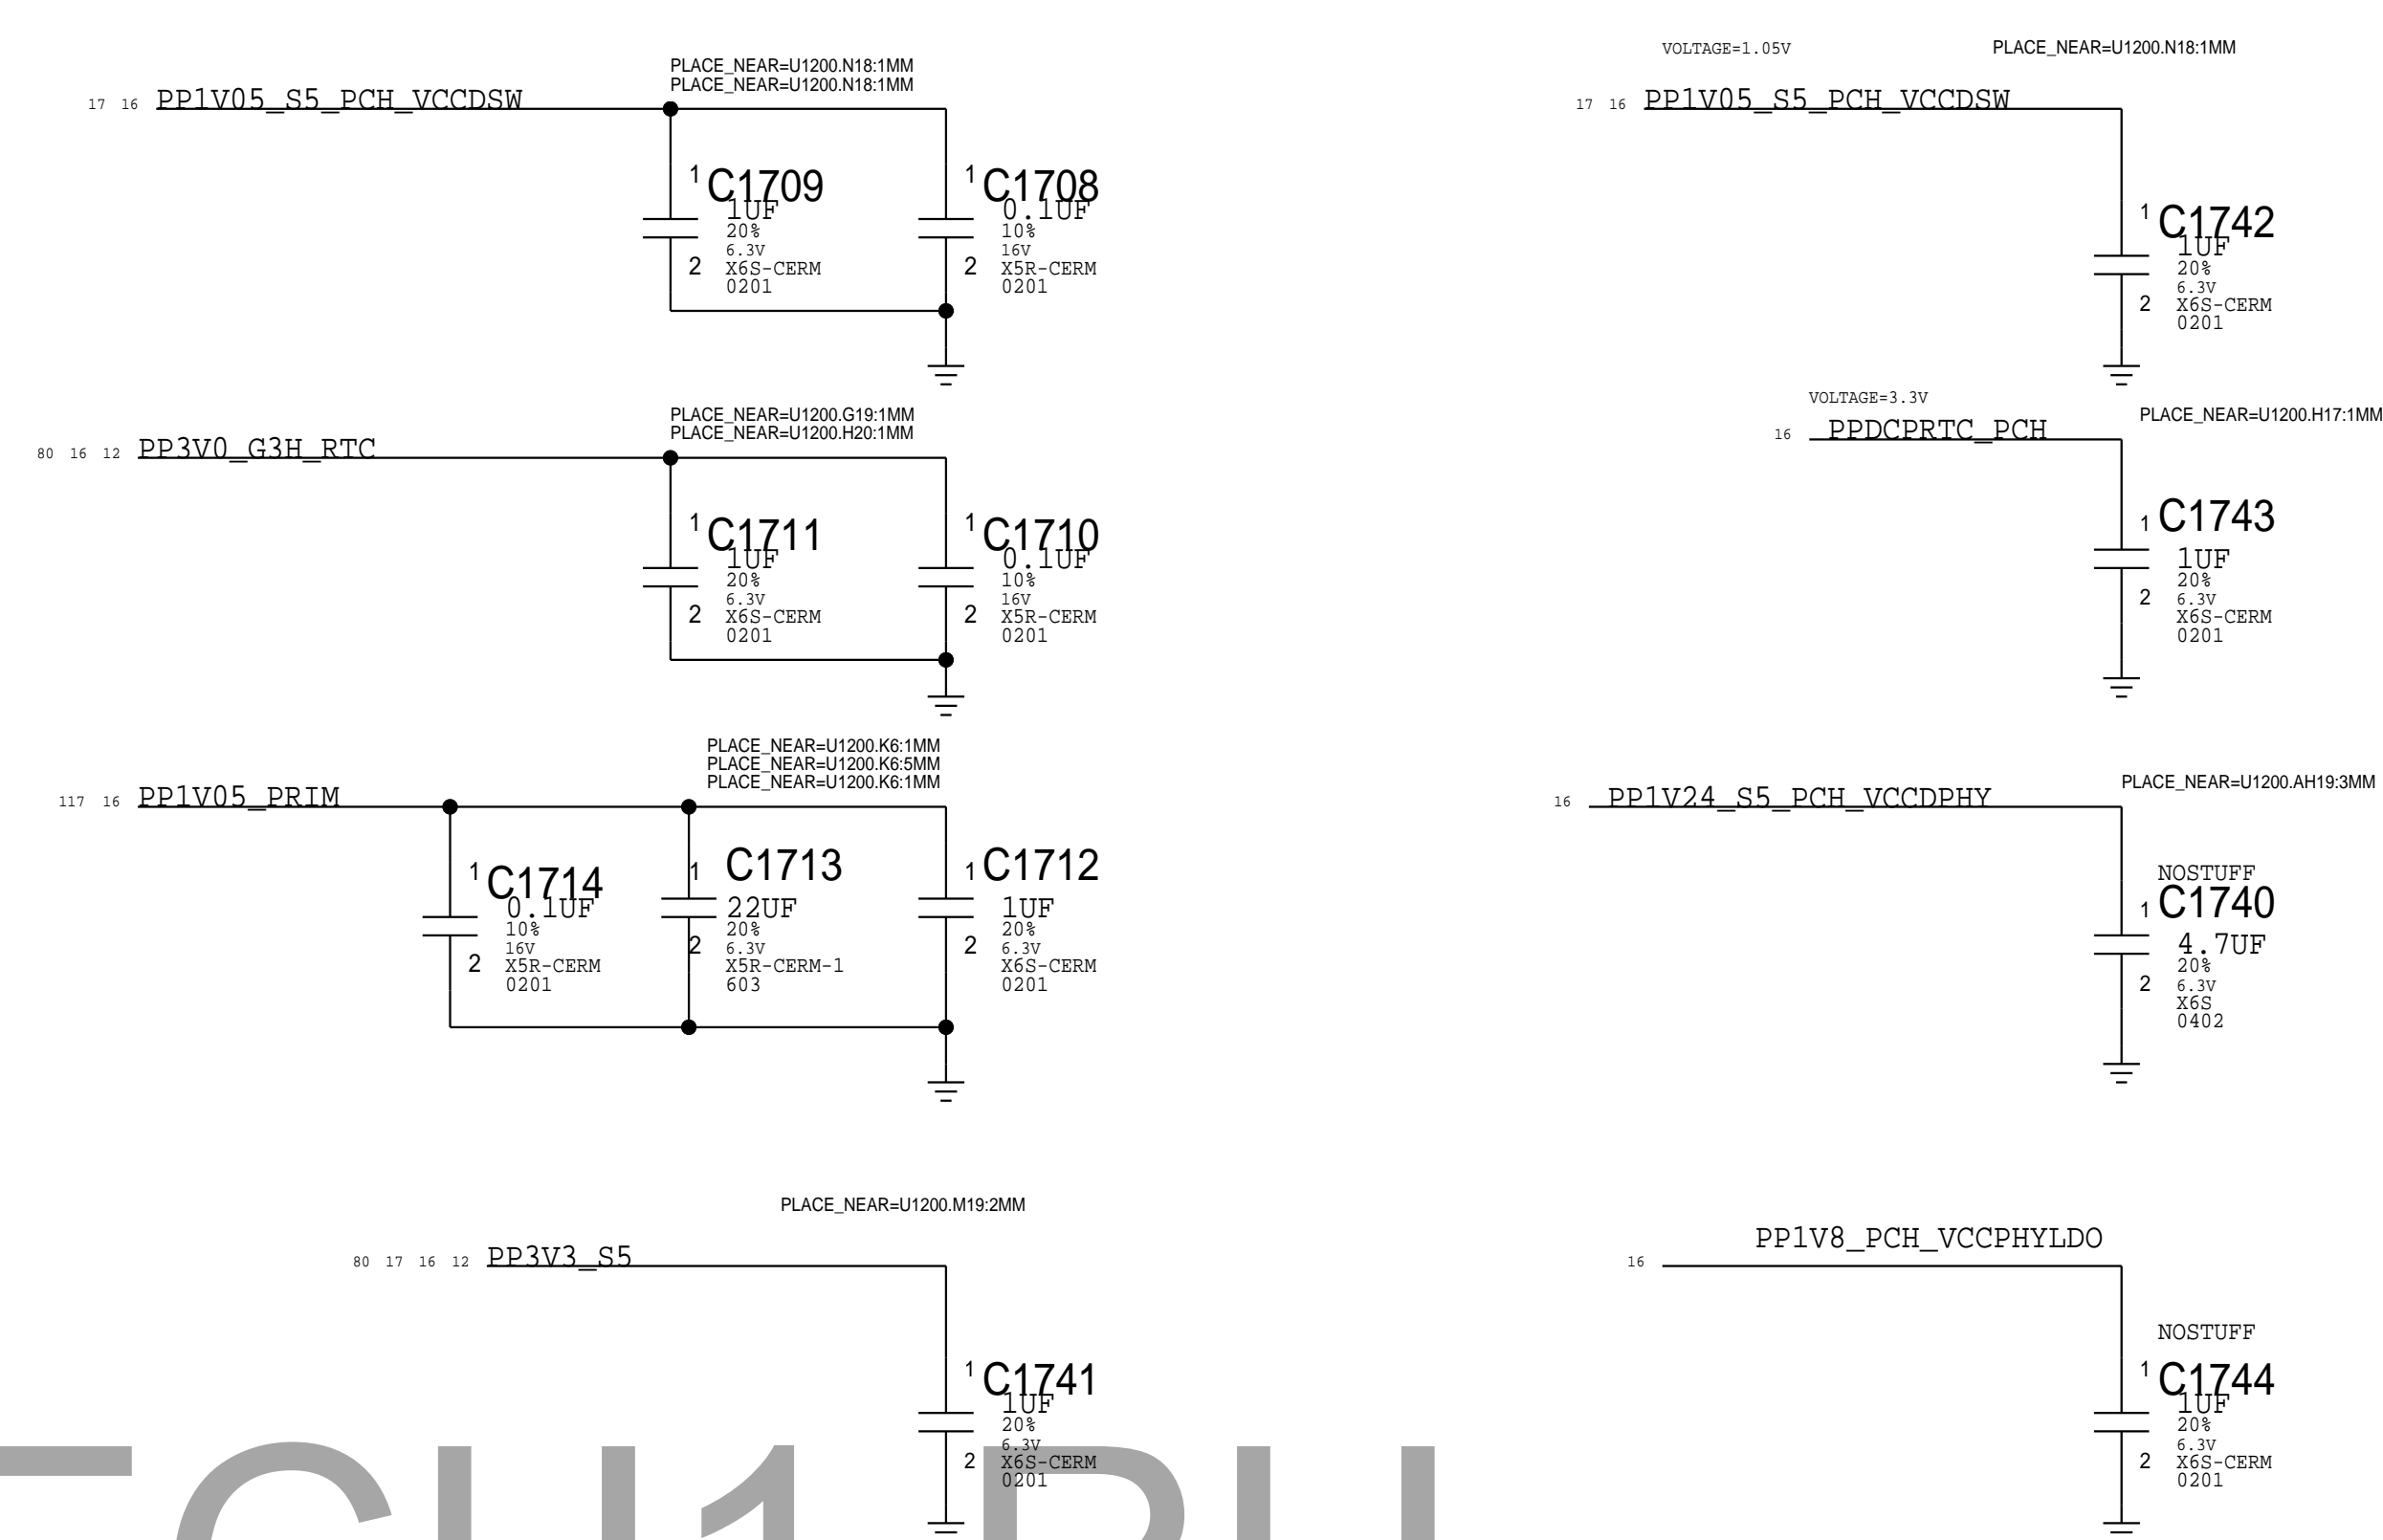 PLACE_NEAR=U1200.N18:1MM
PLACE_NEAR=U1200.N18:1MM
17 16 PP1V05_S5_PCH_VCCDSW
1 C1709
1UF
20%
6.3V
2 X6S-CERM
0201
1 C1708
0.1UF
10%
16V
2 X5R-CERM
0201
VOLTAGE=1.05V
PLACE_NEAR=U1200.N18:1MM
17 16 PP1V05_S5_PCH_VCCDSW
1 C1742
1UF
20%
6.3V
2 X6S-CERM
0201
PLACE_NEAR=U1200.G19:1MM
PLACE_NEAR=U1200.H20:1MM
80 16 12 PP3V0_G3H_RTC
1 C1711
1UF
20%
6.3V
2 X6S-CERM
0201
1 C1710
0.1UF
10%
16V
2 X5R-CERM
0201
VOLTAGE=3.3V
PLACE_NEAR=U1200.H17:1MM
16 PPDCPRTC_PCH
1 C1743
1UF
20%
2 6.3V
X6S-CERM
0201
PLACE_NEAR=U1200.K6:1MM
PLACE_NEAR=U1200.K6:5MM
PLACE_NEAR=U1200.K6:1MM
117 16 PP1V05_PRIM
1 C1714
0.1UF
10%
16V
2 X5R-CERM
0201
1 C1713
22UF
20%
2 6.3V
X5R-CERM-1
603
1 C1712
1UF
20%
2 6.3V
X6S-CERM
0201
PLACE_NEAR=U1200.AH19:3MM
16 PP1V24_S5_PCH_VCCDPHY
NOSTUFF
1 C1740
4.7UF
20%
2 6.3V
X6S
0402
PLACE_NEAR=U1200.M19:2MM
80 17 16 12 PP3V3_S5
1 C1741
1UF
20%
6.3V
2 X6S-CERM
0201
PP1V8_PCH_VCCPHYLDO
16
NOSTUFF
1 C1744
1UF
20%
6.3V
2 X6S-CERM
0201